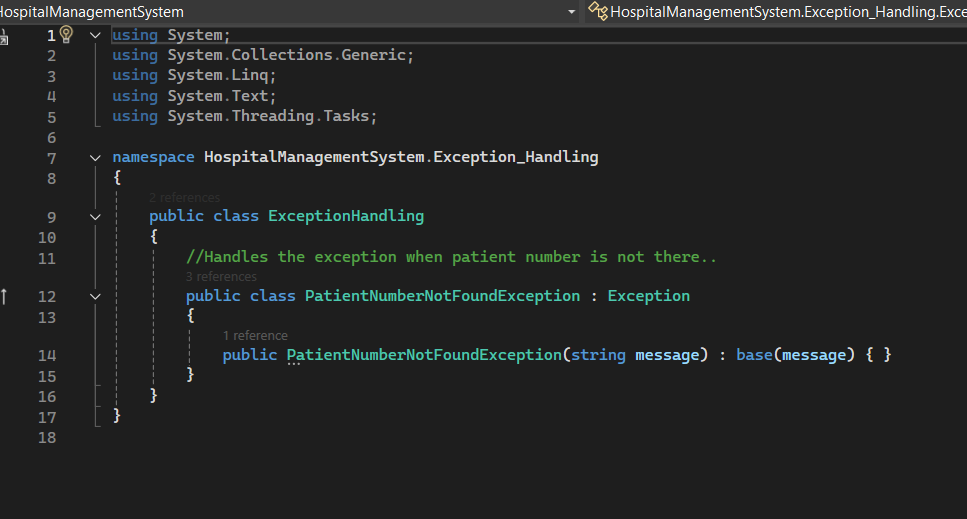 HospitalManagementSystem HospitalManagementSystem.Exception_Handling.Exce
1 using System;
2 using System.Collections.Generic;
3 using System.Linq;
4 using System.Text;
5 using System.Threading.Tasks;
6
7 namespace HospitalManagementSystem.Exception_Handling
8 {
2 references
9 public class ExceptionHandling
10 {
11 //Handles the exception when patient number is not there..
3 references
12 public class PatientNumberNotFoundException : Exception
13 {
1 reference
14 public PatientNumberNotFoundException(string message) : base(message) { }
15 }
16 }
17 }
18